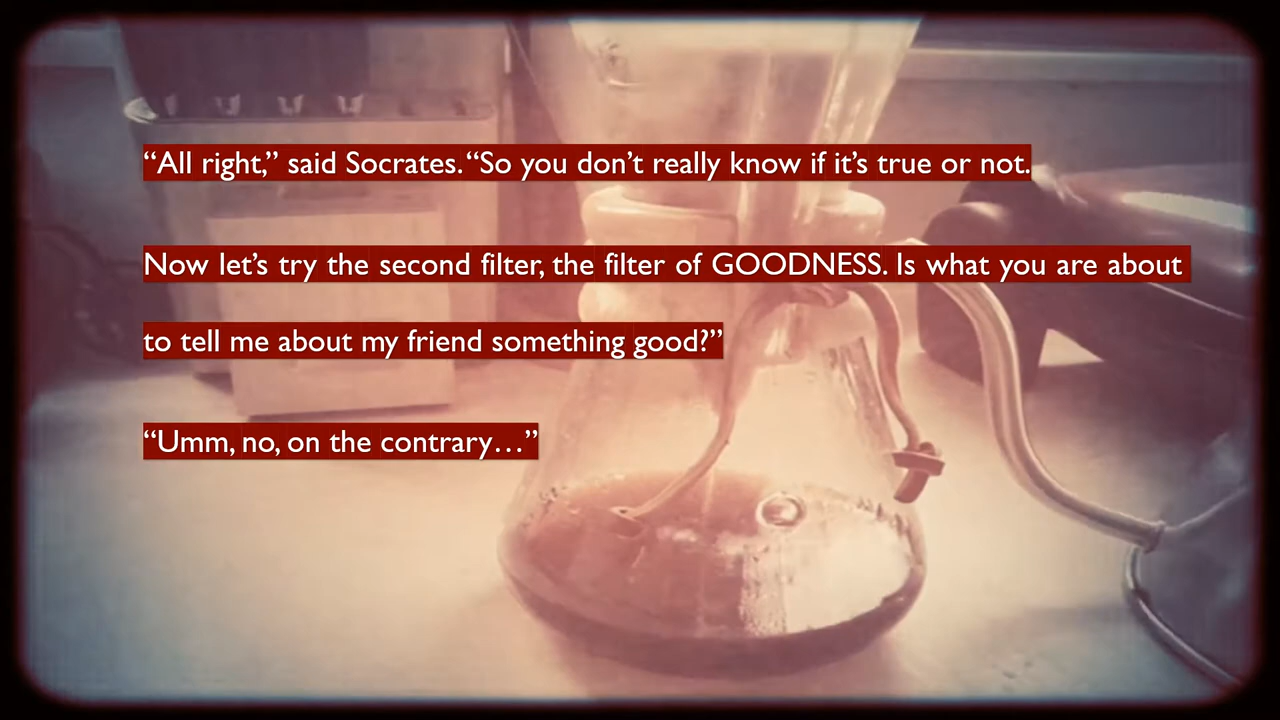 “All right,” said Socrates. “So you don’t really know if it’s true or not.
Now let’s try the second filter, the filter of GOODNESS. Is what you are about
to tell me about my friend something good?”
“Umm, no, on the contrary…”